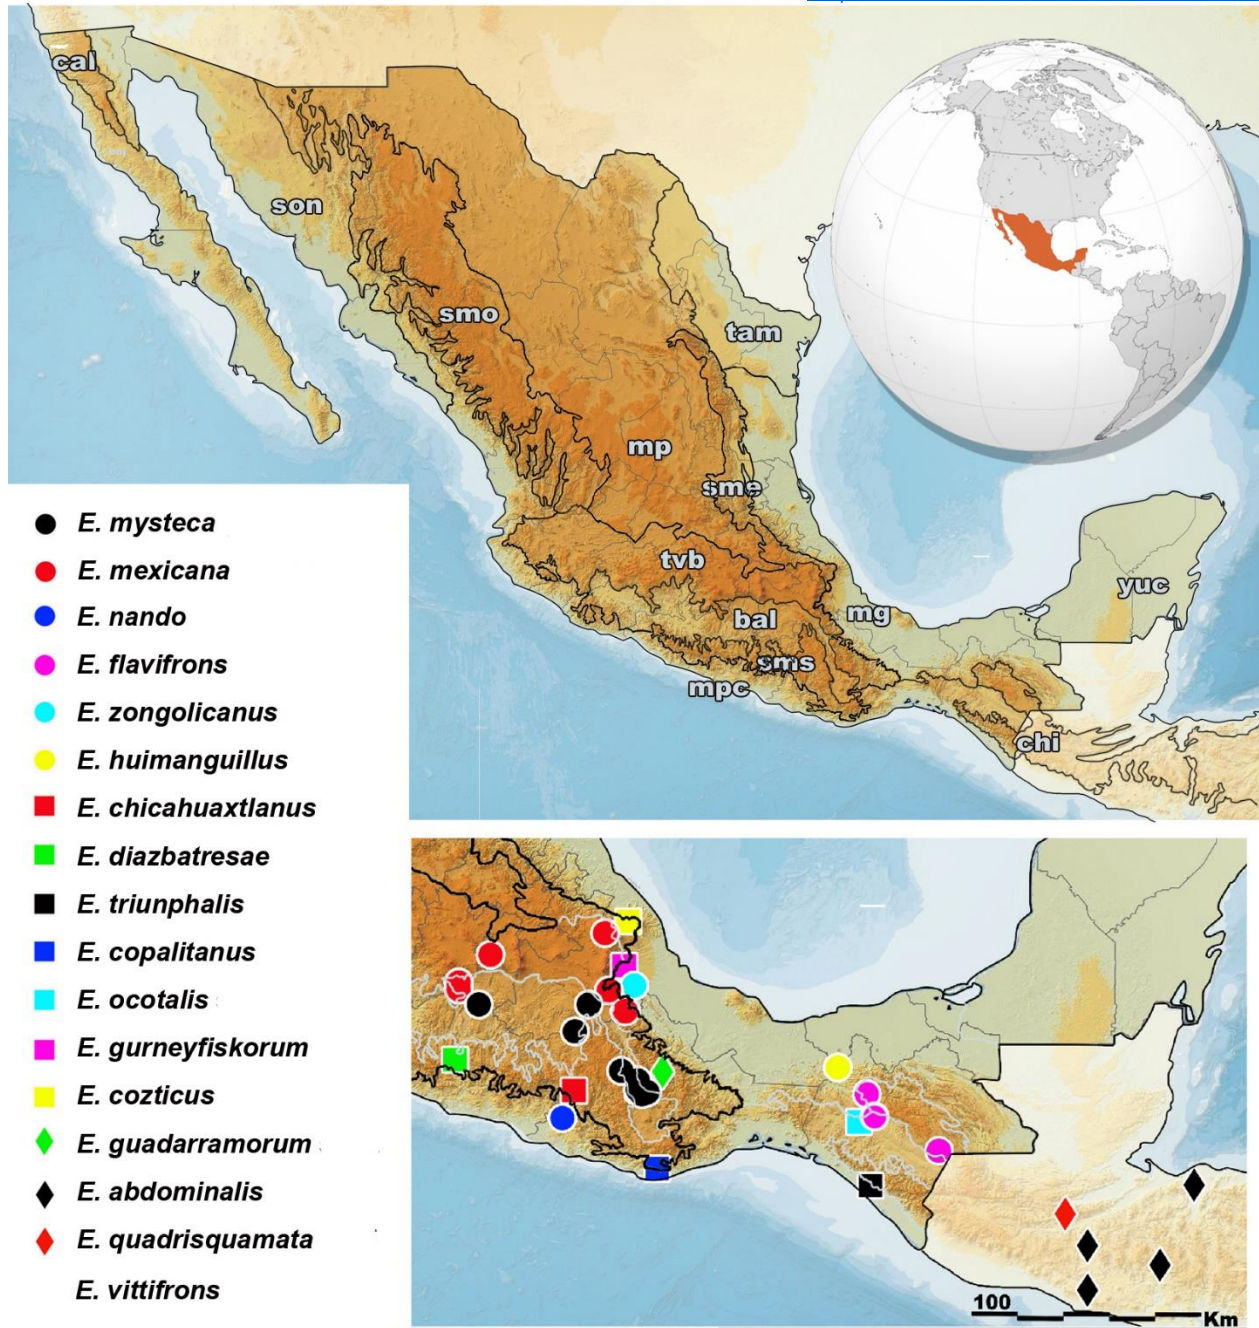 cal
son
smo
tam
mp
sme
tvb
mg
yuc
bal
sms
mpc
chi
E. mysteca
E. mexicana
E. nando
E. flavifrons
E. zongolicanus
E. huimanguillus
E. chicahuaxtlanus
E. diazbatresae
E. triunphalis
E. copalitanus
E. ocotalis
E. gurneyfiskorum
E. cozticus
E. guadarramorum
E. abdominalis
E. quadrisquamata
E. vittifrons
100
Km